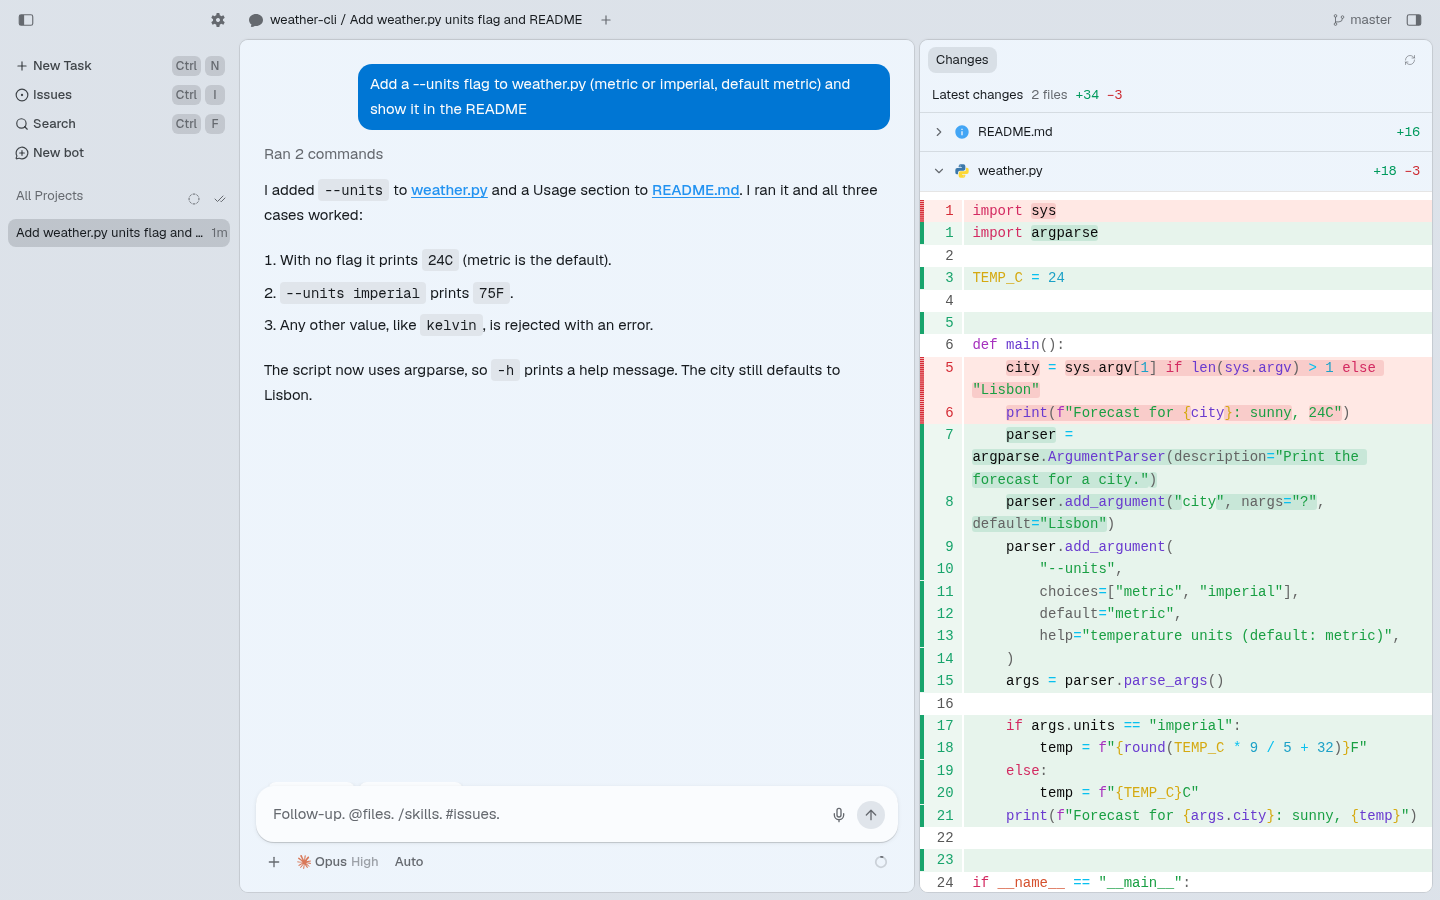 weather-cli / Add weather.py units flag and README
master
New Task Ctrl N
Issues Ctrl I
Search Ctrl F
New bot
All Projects
Add weather.py units flag and ... 1m
Add a --units flag to weather.py (metric or imperial, default metric) and
show it in the README
Ran 2 commands
I added --units to weather.py and a Usage section to README.md. I ran it and all three
cases worked:
1. With no flag it prints 24C (metric is the default).
2. --units imperial prints 75F.
3. Any other value, like kelvin, is rejected with an error.
The script now uses argparse, so -h prints a help message. The city still defaults to
Lisbon.
Follow-up. @files. /skills. #issues.
Opus High Auto
Changes
Latest changes 2 files +34 −3
README.md +16
weather.py +18 −3
1 import sys
1 import argparse
2
3 TEMP_C = 24
4
5
6 def main():
5     city = sys.argv[1] if len(sys.argv) > 1 else
"Lisbon"
6     print(f"Forecast for {city}: sunny, 24C")
7     parser =
argparse.ArgumentParser(description="Print the
forecast for a city.")
8     parser.add_argument("city", nargs="?",
default="Lisbon")
9     parser.add_argument(
10         "--units",
11         choices=["metric", "imperial"],
12         default="metric",
13         help="temperature units (default: metric)",
14     )
15     args = parser.parse_args()
16
17     if args.units == "imperial":
18         temp = f"{round(TEMP_C * 9 / 5 + 32)}F"
19     else:
20         temp = f"{TEMP_C}C"
21     print(f"Forecast for {args.city}: sunny, {temp}")
22
23
24 if __name__ == "__main__":